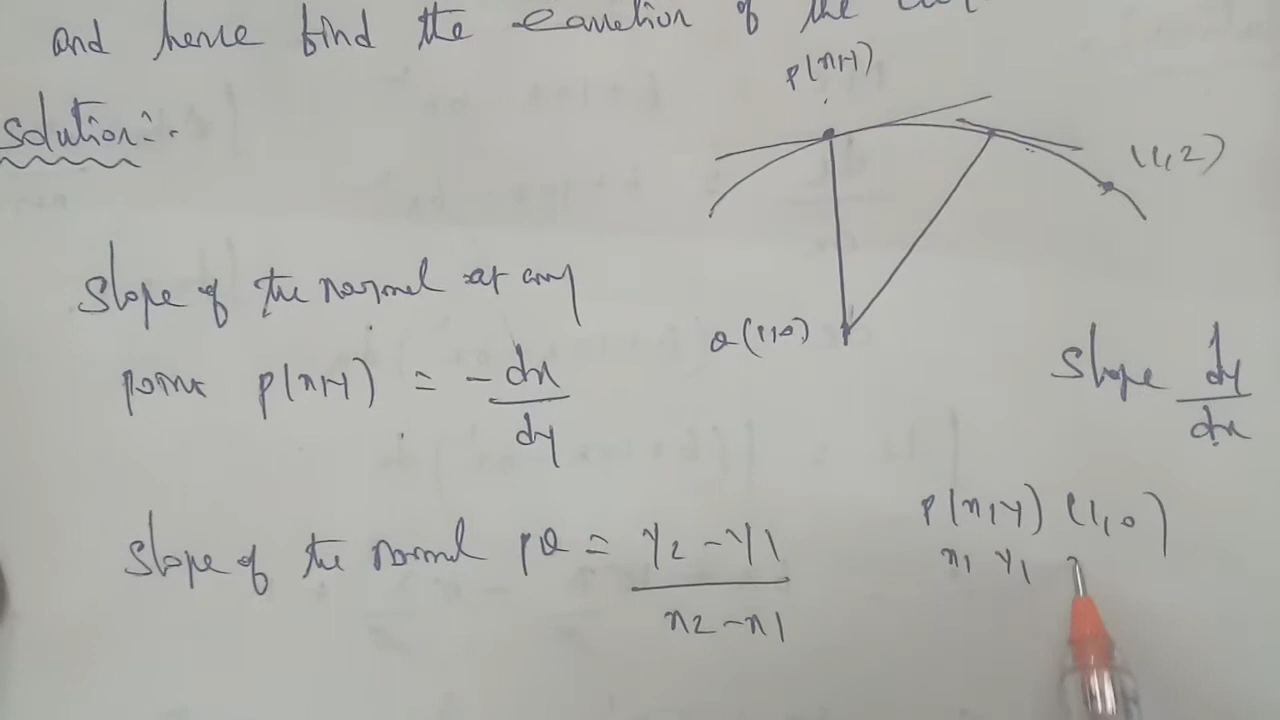 and hence find the equation of the
solution:-
P(x,y)
(1,2)
slope of the normal at any
Q(1,0)
point P(x,y) = - dx
dy
slope dy
dx
slope of the normal PQ = y2 - y1
x2 - x1
P(x,y) (1,0)
x1 y1